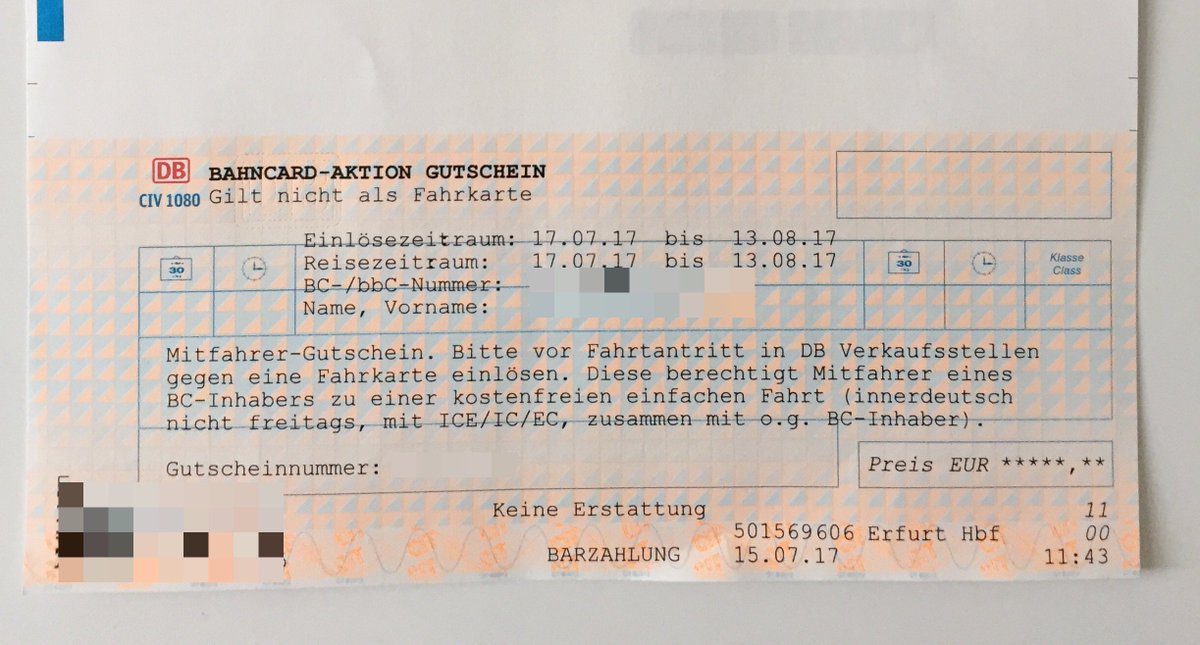 DB BAHNCARD-AKTION GUTSCHEIN
CIV 1080 Gilt nicht als Fahrkarte
Einlösezeitraum: 17.07.17 bis 13.08.17
Reisezeitraum: 17.07.17 bis 13.08.17
30 30 Klasse
Class
BC-/bbC-Nummer:
Name, Vorname:
Mitfahrer-Gutschein. Bitte vor Fahrtantritt in DB Verkaufsstellen
gegen eine Fahrkarte einlösen. Diese berechtigt Mitfahrer eines
BC-Inhabers zu einer kostenfreien einfachen Fahrt (innerdeutsch
nicht freitags, mit ICE/IC/EC, zusammen mit o.g. BC-Inhaber).
Gutscheinnummer: Preis EUR *****,**
Keine Erstattung 11
501569606 Erfurt Hbf 00
BARZAHLUNG 15.07.17 11:43